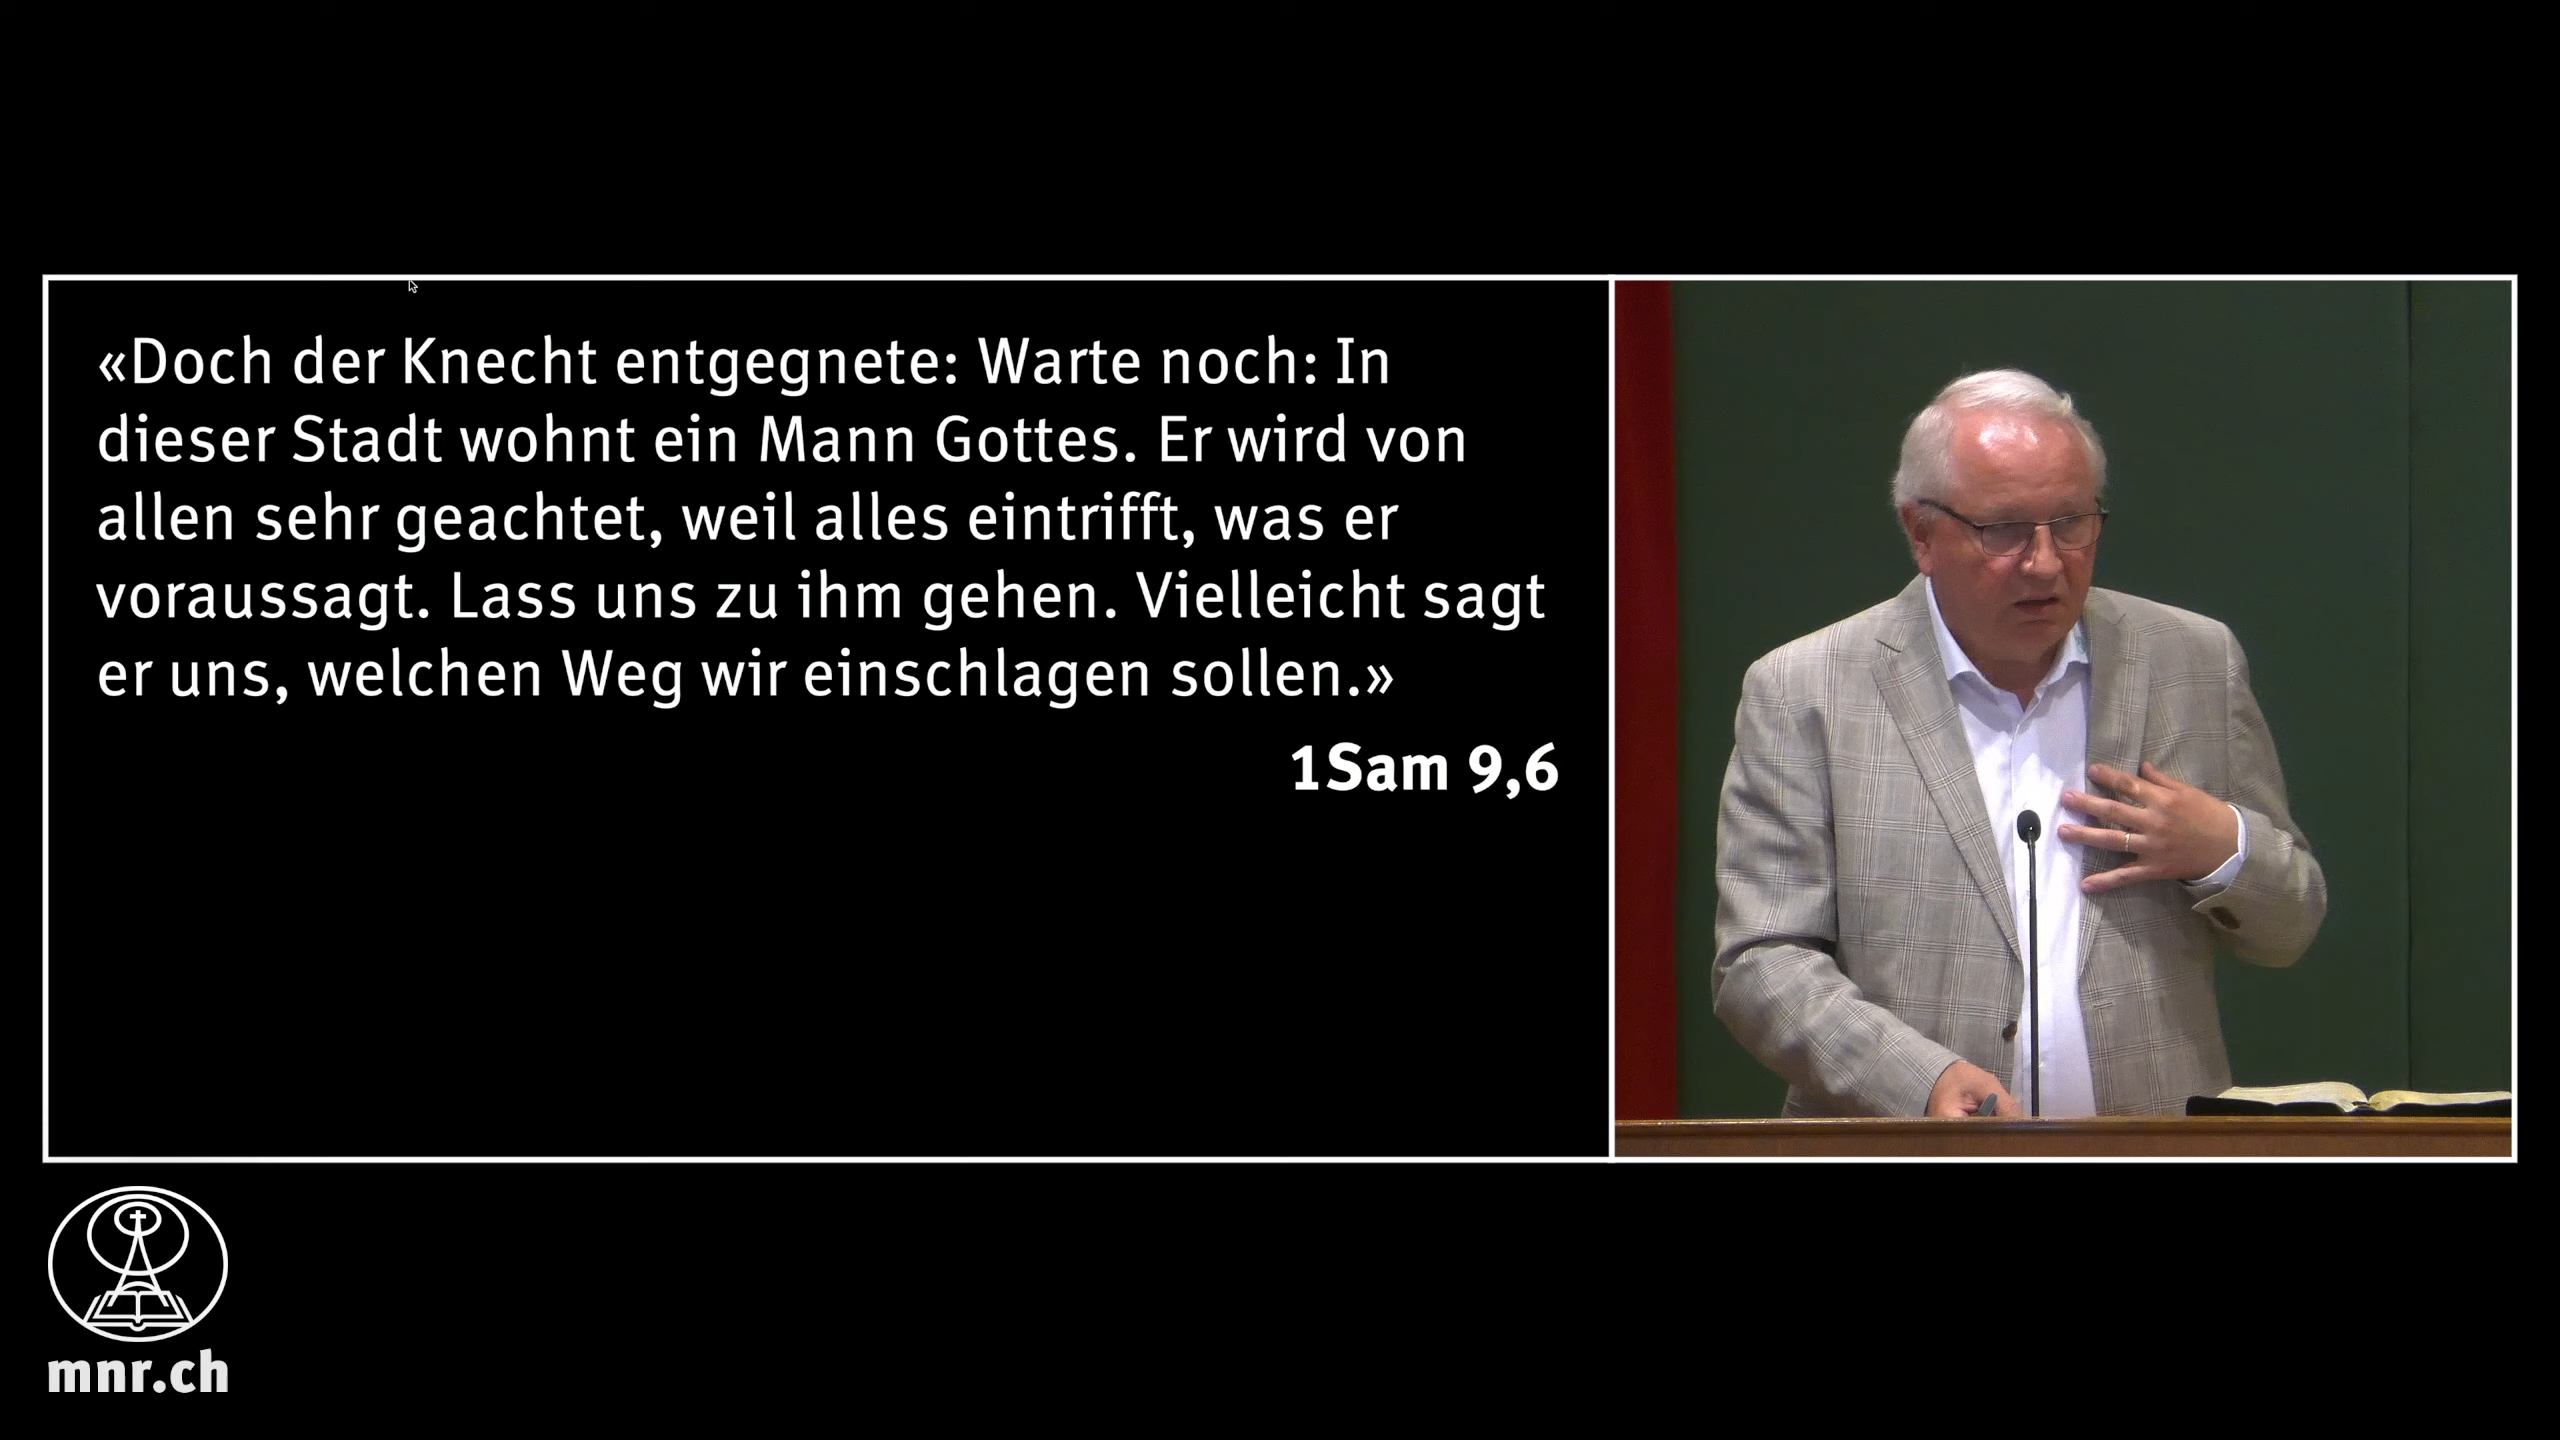 «Doch der Knecht entgegnete: Warte noch: In
dieser Stadt wohnt ein Mann Gottes. Er wird von
allen sehr geachtet, weil alles eintrifft, was er
voraussagt. Lass uns zu ihm gehen. Vielleicht sagt
er uns, welchen Weg wir einschlagen sollen.»
1Sam 9,6
mnr.ch